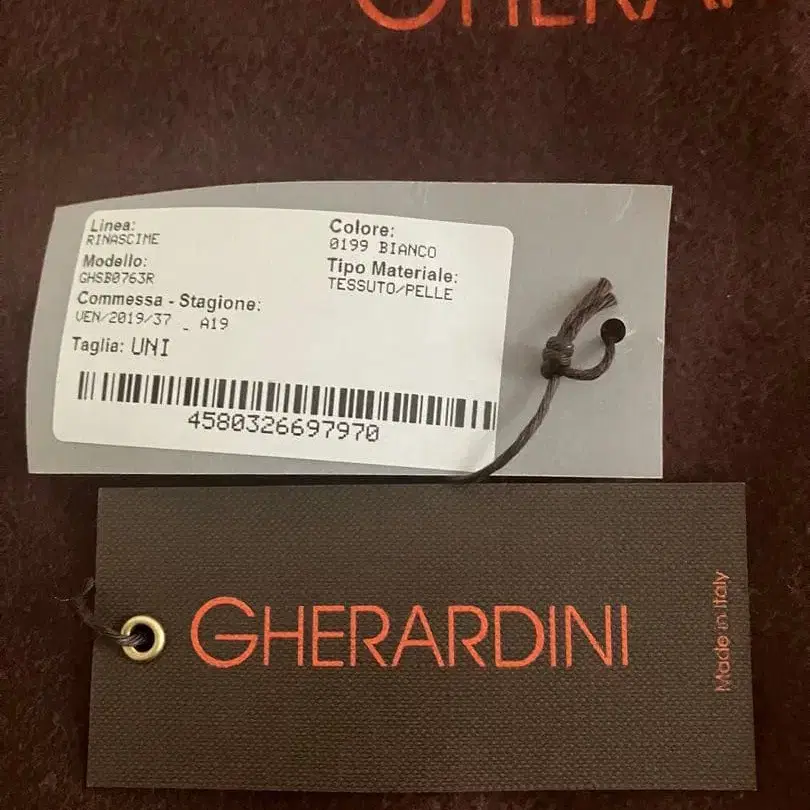 Linea:
RINASCIME
Modello:
GHSB0763R
Commessa - Stagione:
VEN/2019/37 _ A19
Taglia: UNI
Colore:
0199 BIANCO
Tipo Materiale:
TESSUTO/PELLE
4580326697970
GHERARDINI
Made in Italy